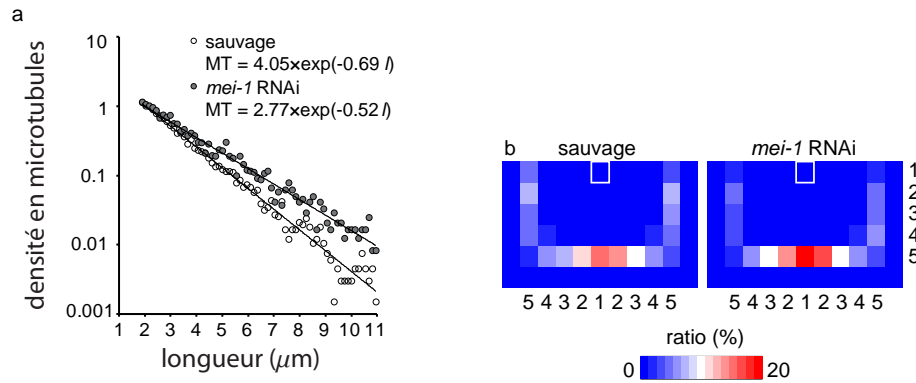 a
densité en microtubules
10
1
0.1
0.01
0.001
sauvage
MT = 4.05×exp(-0.69 l)
mei-1 RNAi
MT = 2.77×exp(-0.52 l)
1 2 3 4 5 6 7 8 9 10 11
longueur (µm)
b
sauvage
mei-1 RNAi
1
2
3
4
5
5 4 3 2 1 2 3 4 5
5 4 3 2 1 2 3 4 5
ratio (%)
0 20